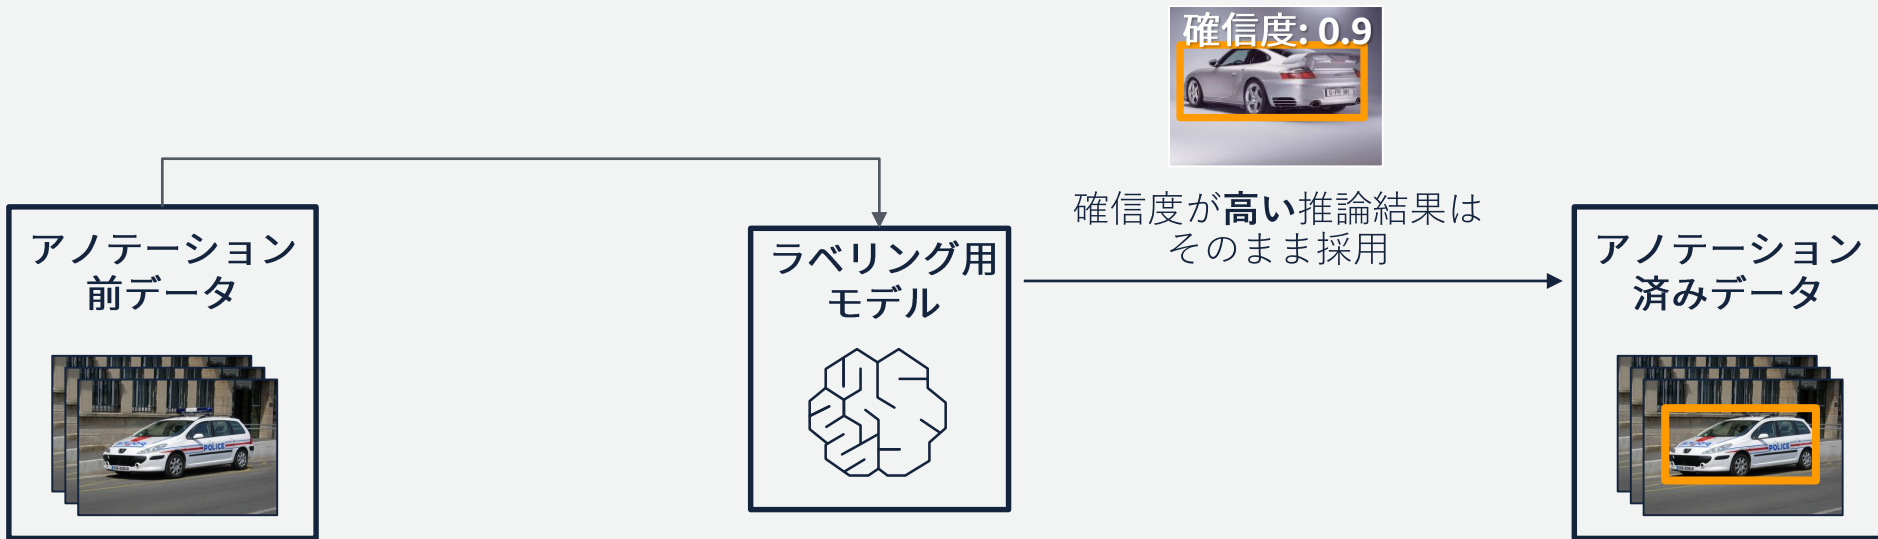 確信度: 0.9
アノテーション
前データ
ラベリング用
モデル
確信度が高い推論結果は
そのまま採用
アノテーション
済みデータ
POLICE
POLICE